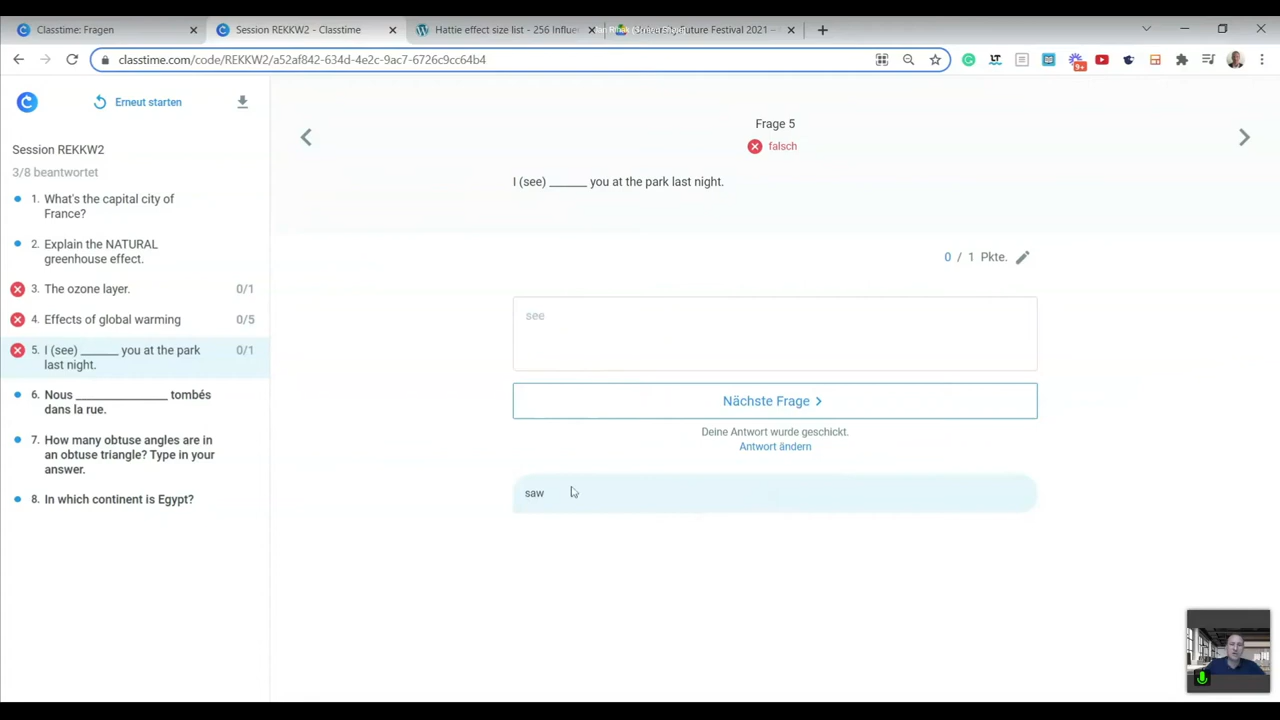 Classtime: Fragen
Session REKKW2 - Classtime
Hattie effect size list - 256 Influe
Future Festival 2021 -
classtime.com/code/REKKW2/a52af842-634d-4e2c-9ac7-6726c9cc64b4
9+
Erneut starten
Session REKKW2
3/8 beantwortet
1. What's the capital city of
France?
2. Explain the NATURAL
greenhouse effect.
3. The ozone layer. 0/1
4. Effects of global warming 0/5
5. I (see) ______ you at the park 0/1
last night.
6. Nous ______________ tombés
dans la rue.
7. How many obtuse angles are in
an obtuse triangle? Type in your
answer.
8. In which continent is Egypt?
Frage 5
falsch
I (see) ______ you at the park last night.
0 / 1 Pkte.
see
Nächste Frage
Deine Antwort wurde geschickt.
Antwort ändern
saw